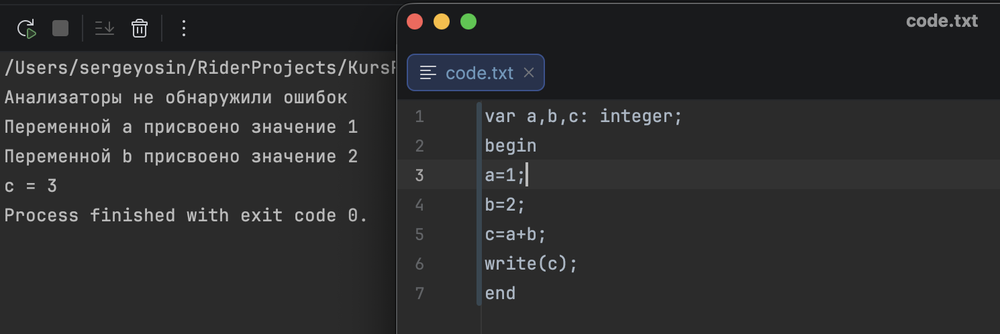 /Users/sergeyosin/RiderProjects/Kurs
Анализаторы не обнаружили ошибок
Переменной a присвоено значение 1
Переменной b присвоено значение 2
c = 3
Process finished with exit code 0.
code.txt
code.txt
1 var a,b,c: integer;
2 begin
3 a=1;
4 b=2;
5 c=a+b;
6 write(c);
7 end